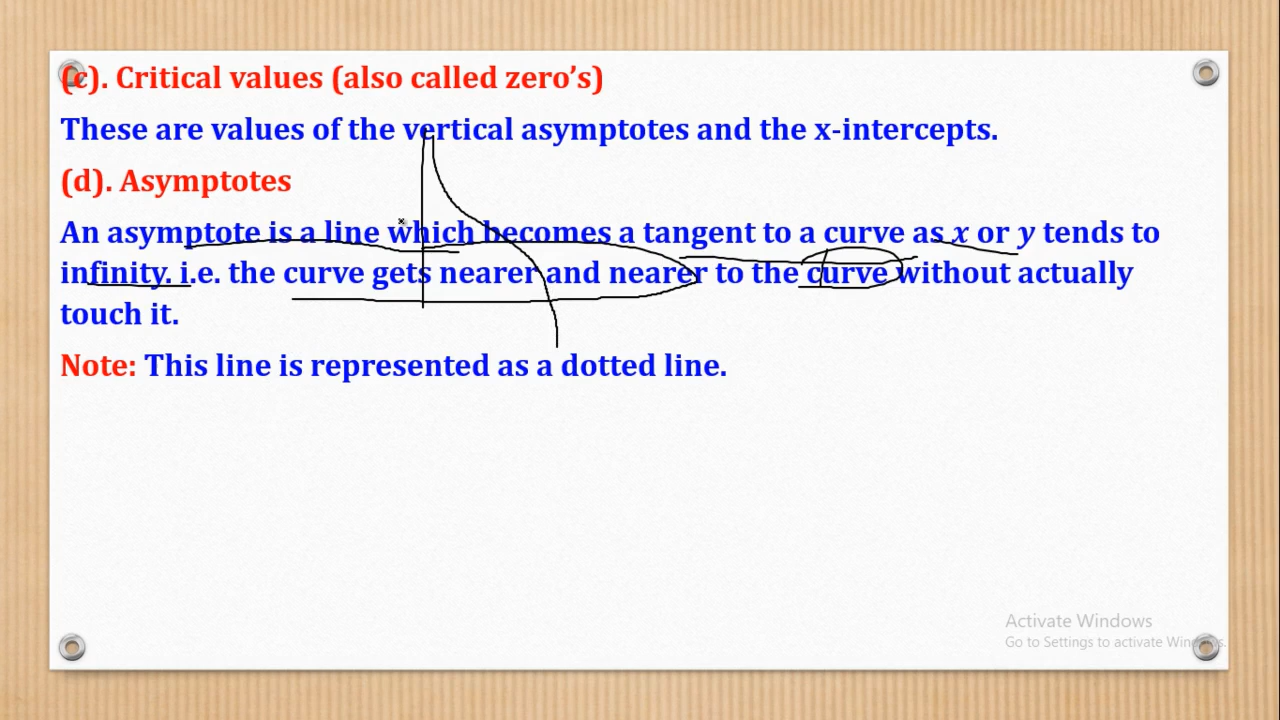 (c). Critical values (also called zero’s)
These are values of the vertical asymptotes and the x-intercepts.
(d). Asymptotes
An asymptote is a line which becomes a tangent to a curve as x or y tends to
infinity. i.e. the curve gets nearer and nearer to the curve without actually
touch it.
Note: This line is represented as a dotted line.
Activate Windows
Go to Settings to activate Windows.